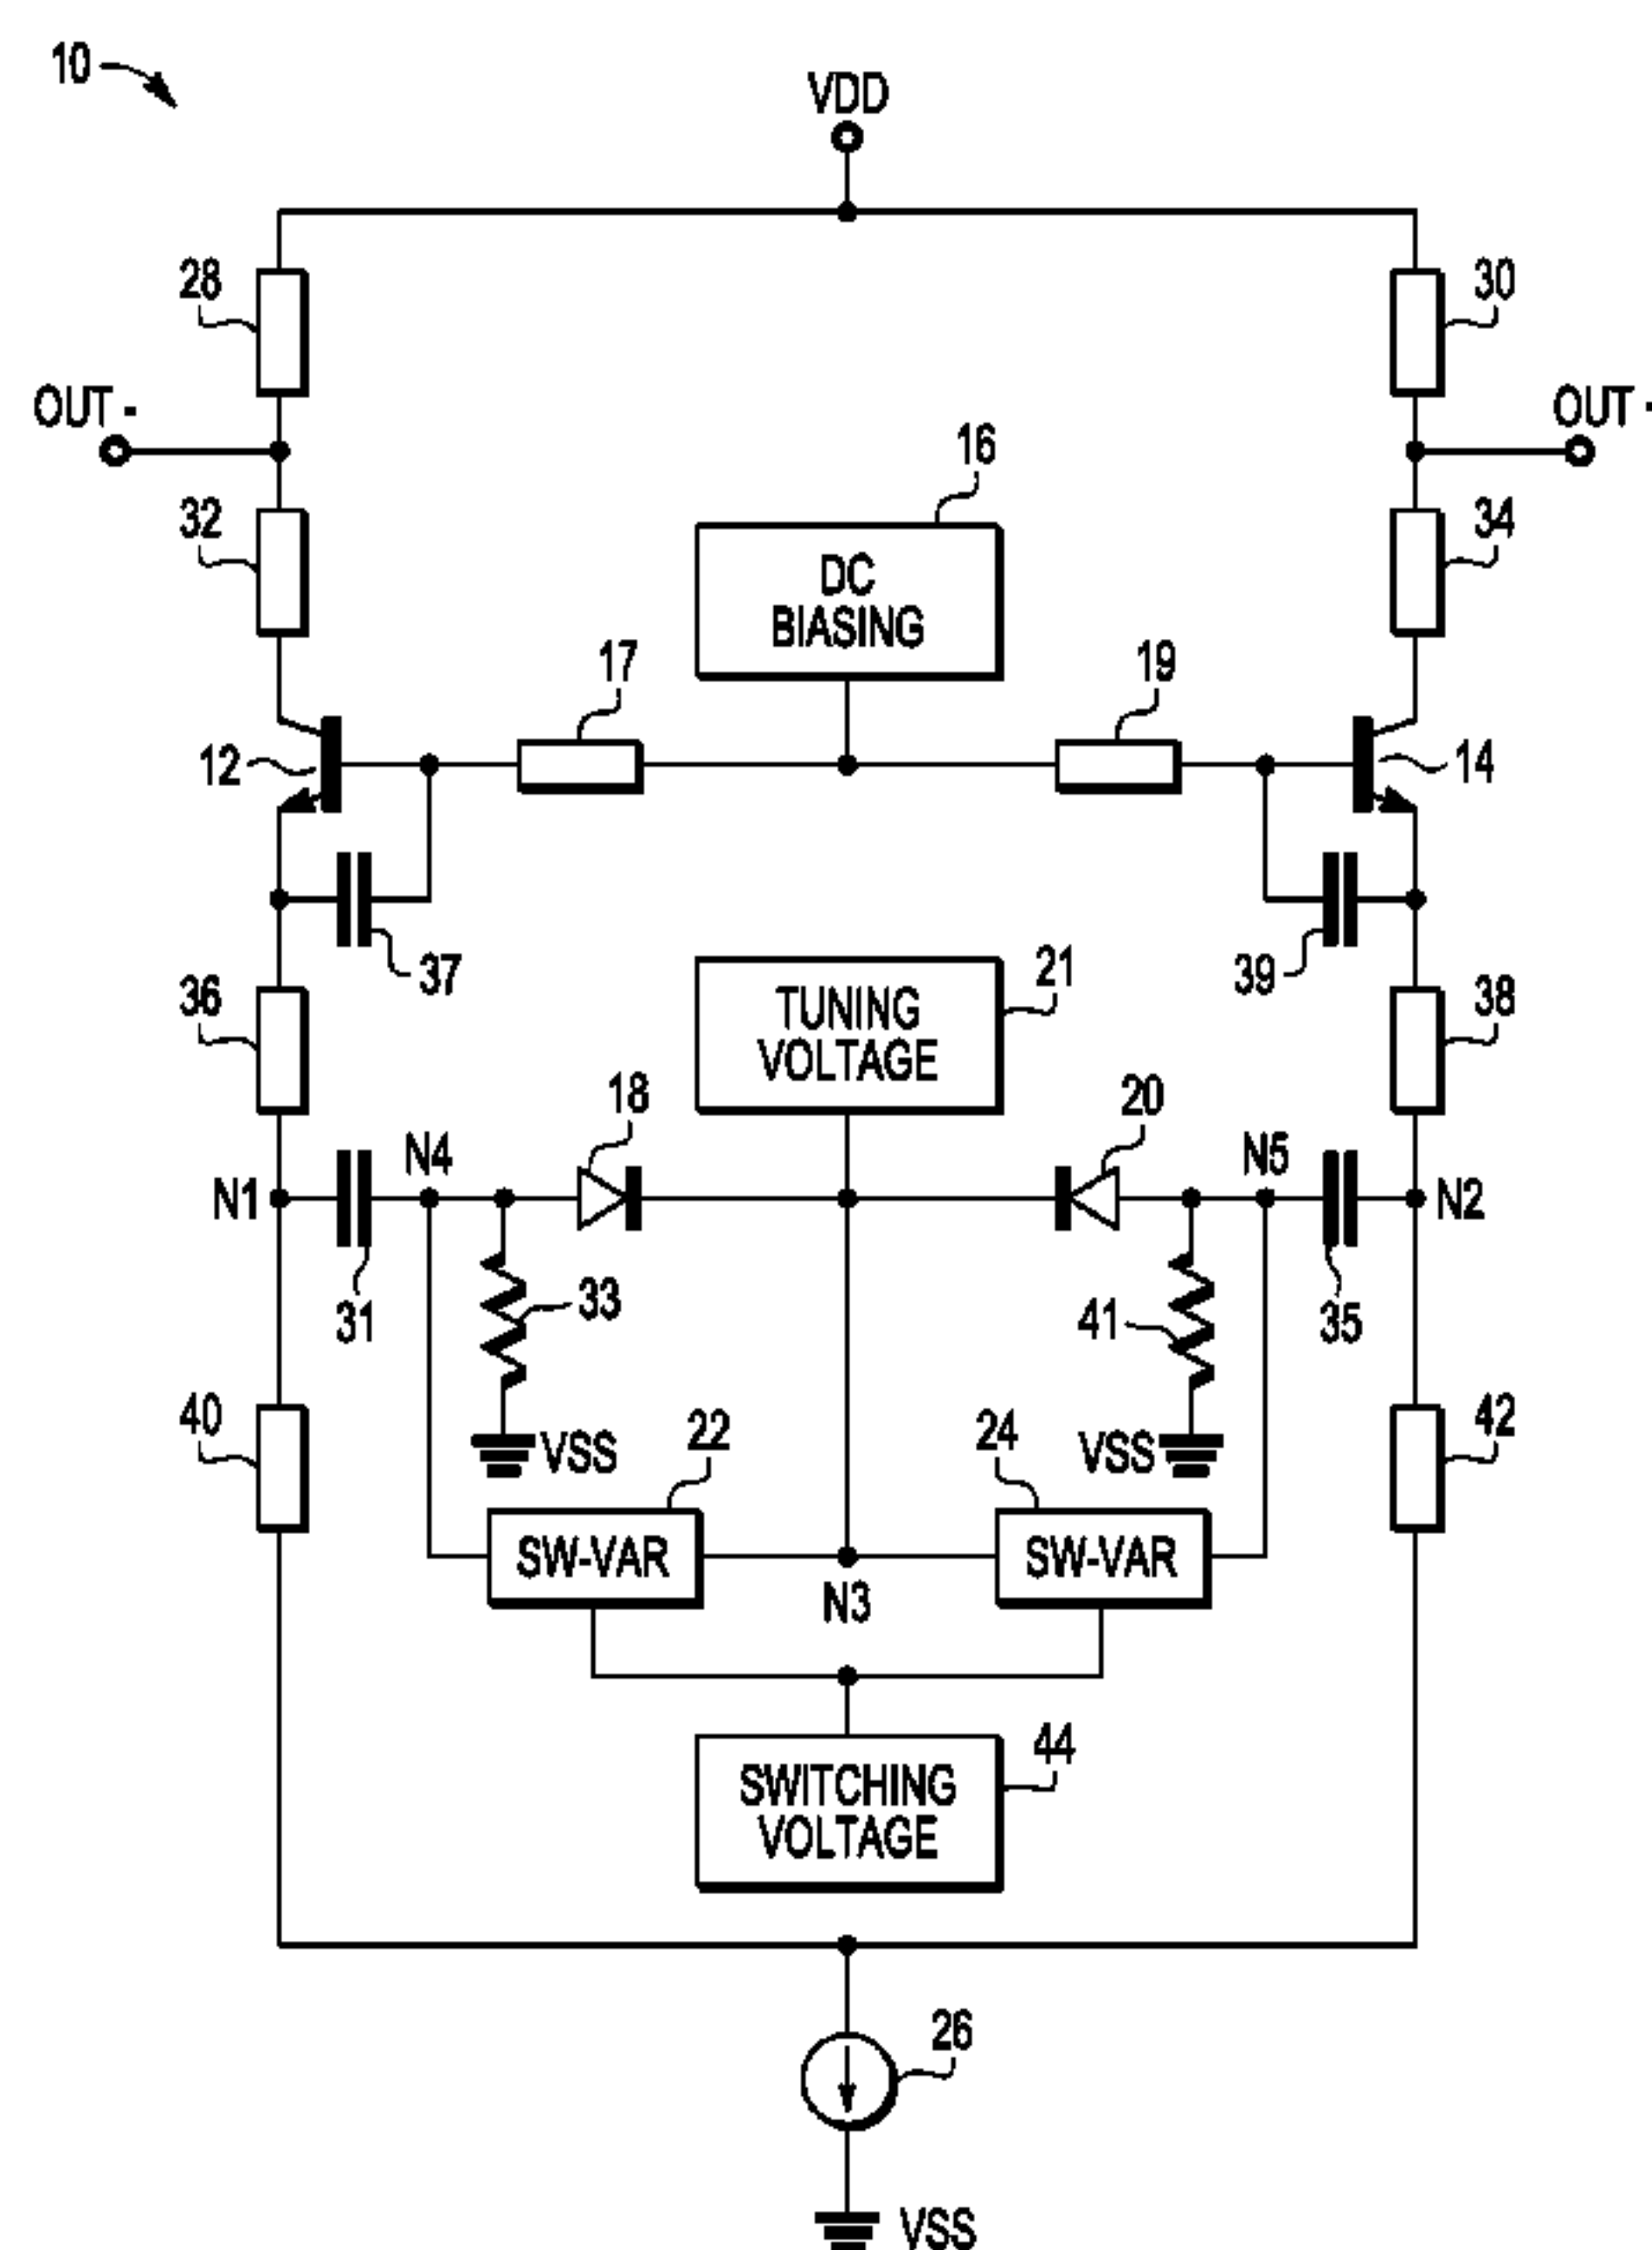 10
VDD
28
30
OUT -
OUT -
16
32
34
DC
BIASING
17
19
12
14
37
21
39
36
38
TUNING
VOLTAGE
18
20
N4
N5
N1
N2
31
33
41
35
40
42
VSS
22
24
VSS
SW-VAR
SW-VAR
N3
44
SWITCHING
VOLTAGE
26
VSS